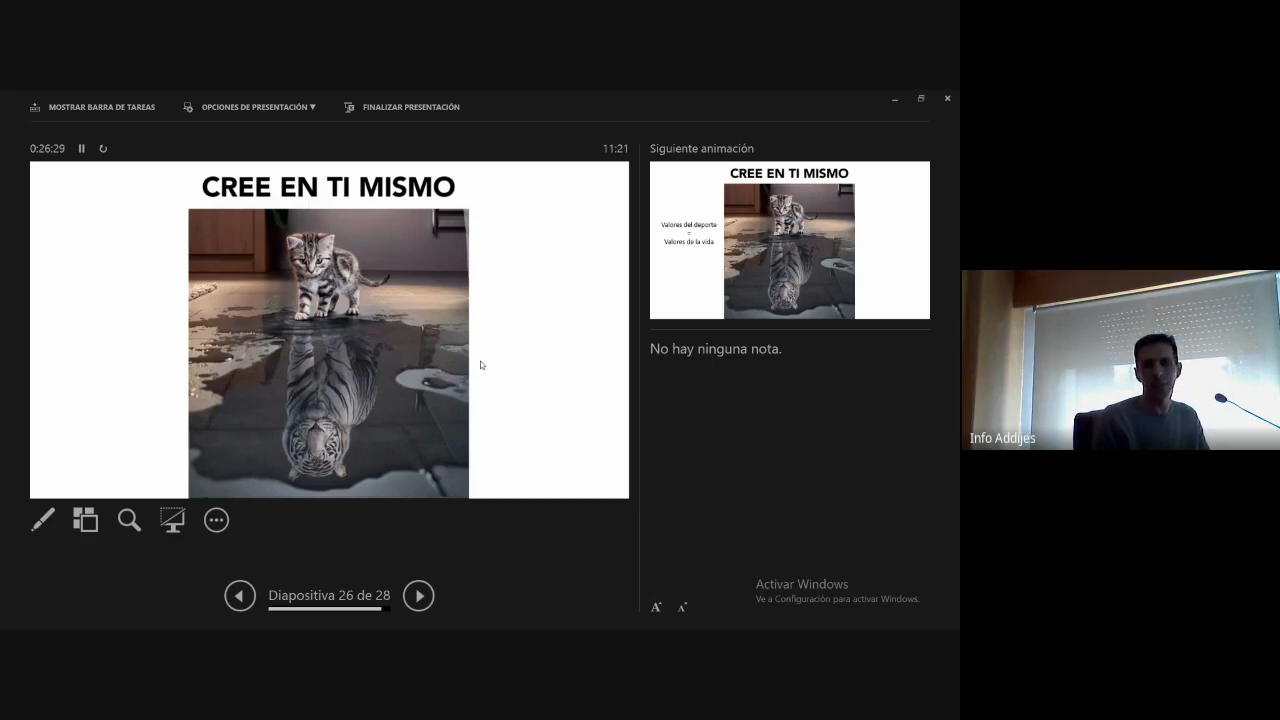 MOSTRAR BARRA DE TAREAS
OPCIONES DE PRESENTACIÓN ▼
FINALIZAR PRESENTACIÓN
0:26:29
11:21
CREE EN TI MISMO
Siguiente animación
CREE EN TI MISMO
Valores del deporte
=
Valores de la vida
No hay ninguna nota.
Info Addijes
Diapositiva 26 de 28
Activar Windows
Ve a Configuración para activar Windows.
A
A